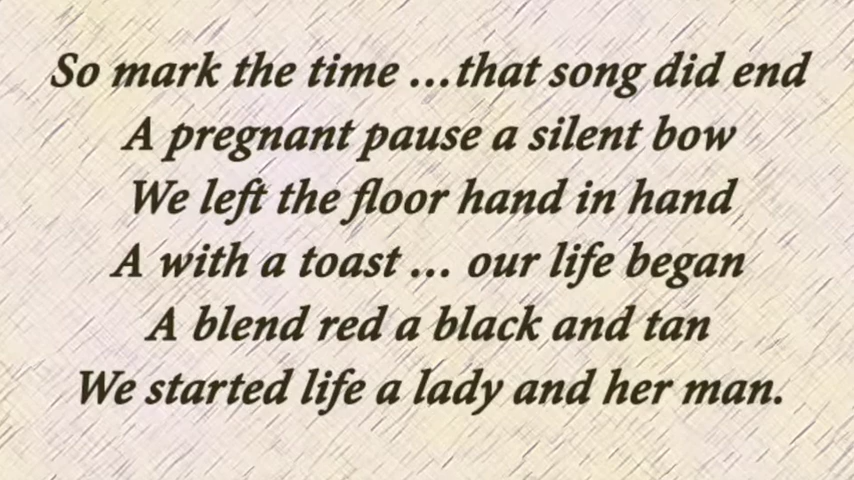 So mark the time ...that song did end
A pregnant pause a silent bow
We left the floor hand in hand
A with a toast ... our life began
A blend red a black and tan
We started life a lady and her man.